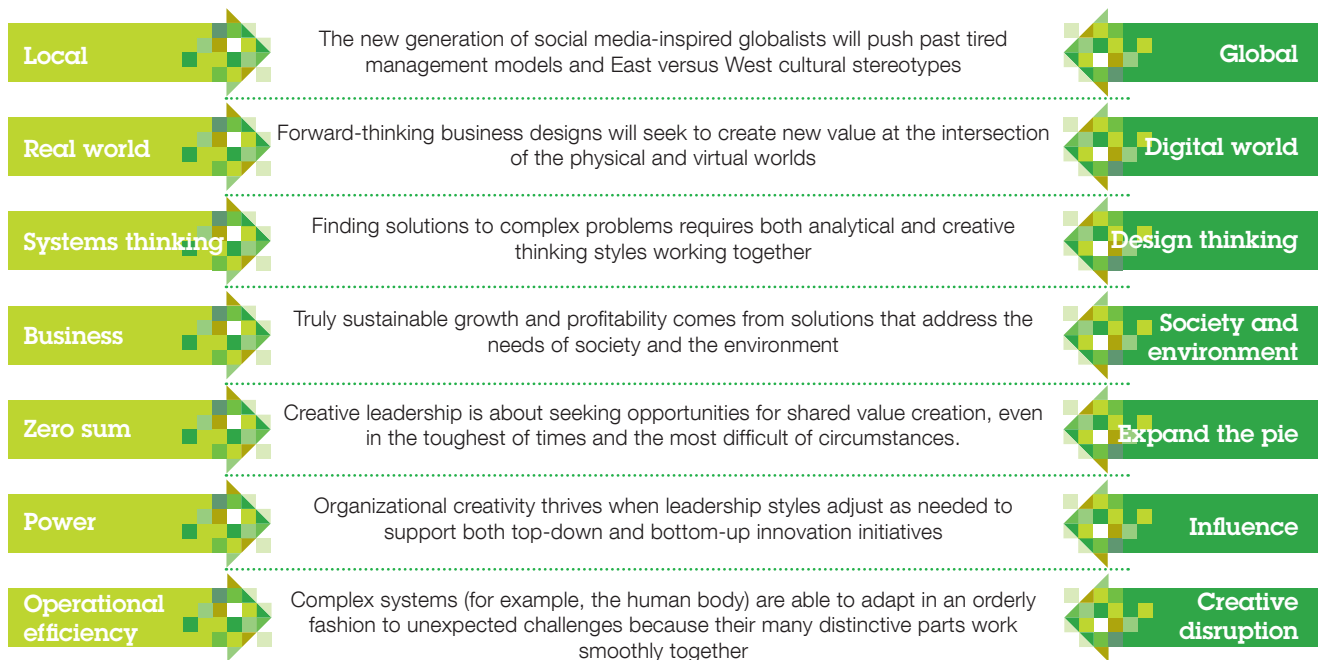 Local
The new generation of social media-inspired globalists will push past tired
management models and East versus West cultural stereotypes
Global
Real world
Forward-thinking business designs will seek to create new value at the intersection
of the physical and virtual worlds
Digital world
Systems thinking
Finding solutions to complex problems requires both analytical and creative
thinking styles working together
Design thinking
Business
Truly sustainable growth and profitability comes from solutions that address the
needs of society and the environment
Society and
environment
Zero sum
Creative leadership is about seeking opportunities for shared value creation, even
in the toughest of times and the most difficult of circumstances.
Expand the pie
Power
Organizational creativity thrives when leadership styles adjust as needed to
support both top-down and bottom-up innovation initiatives
Influence
Operational
efficiency
Complex systems (for example, the human body) are able to adapt in an orderly
fashion to unexpected challenges because their many distinctive parts work
smoothly together
Creative
disruption